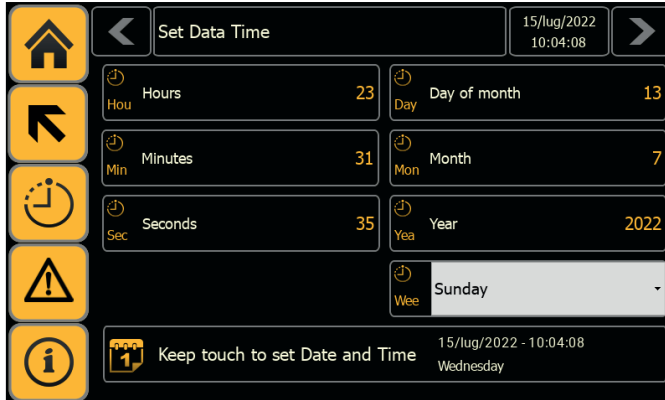 Set Data Time
15/lug/2022
10:04:08
Hou Hours 23
Day Day of month 13
Min Minutes 31
Mon Month 7
Sec Seconds 35
Yea Year 2022
Wee Sunday
1 Keep touch to set Date and Time
15/lug/2022 - 10:04:08
Wednesday
i